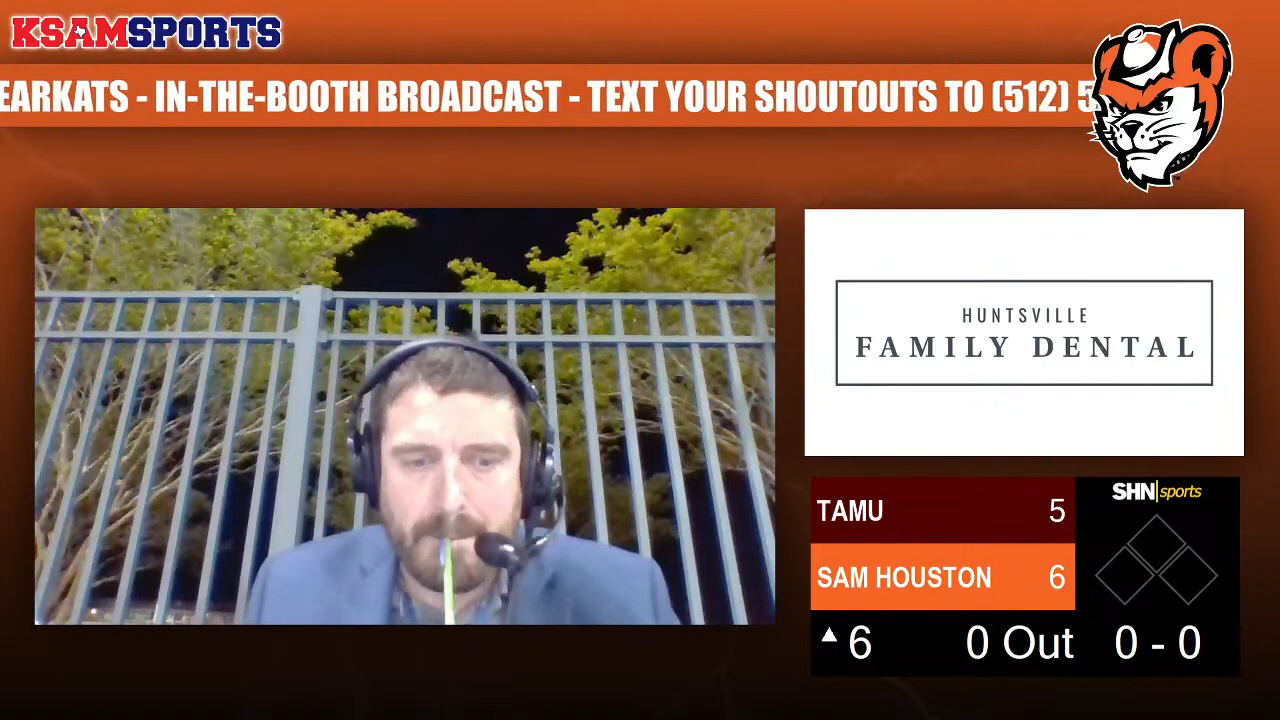 KSAMSPORTS
EARKATS - IN-THE-BOOTH BROADCAST - TEXT YOUR SHOUTOUTS TO (512) 5
HUNTSVILLE
FAMILY DENTAL
SHN|sports
TAMU 5
SAM HOUSTON 6
▲ 6 0 Out 0 - 0